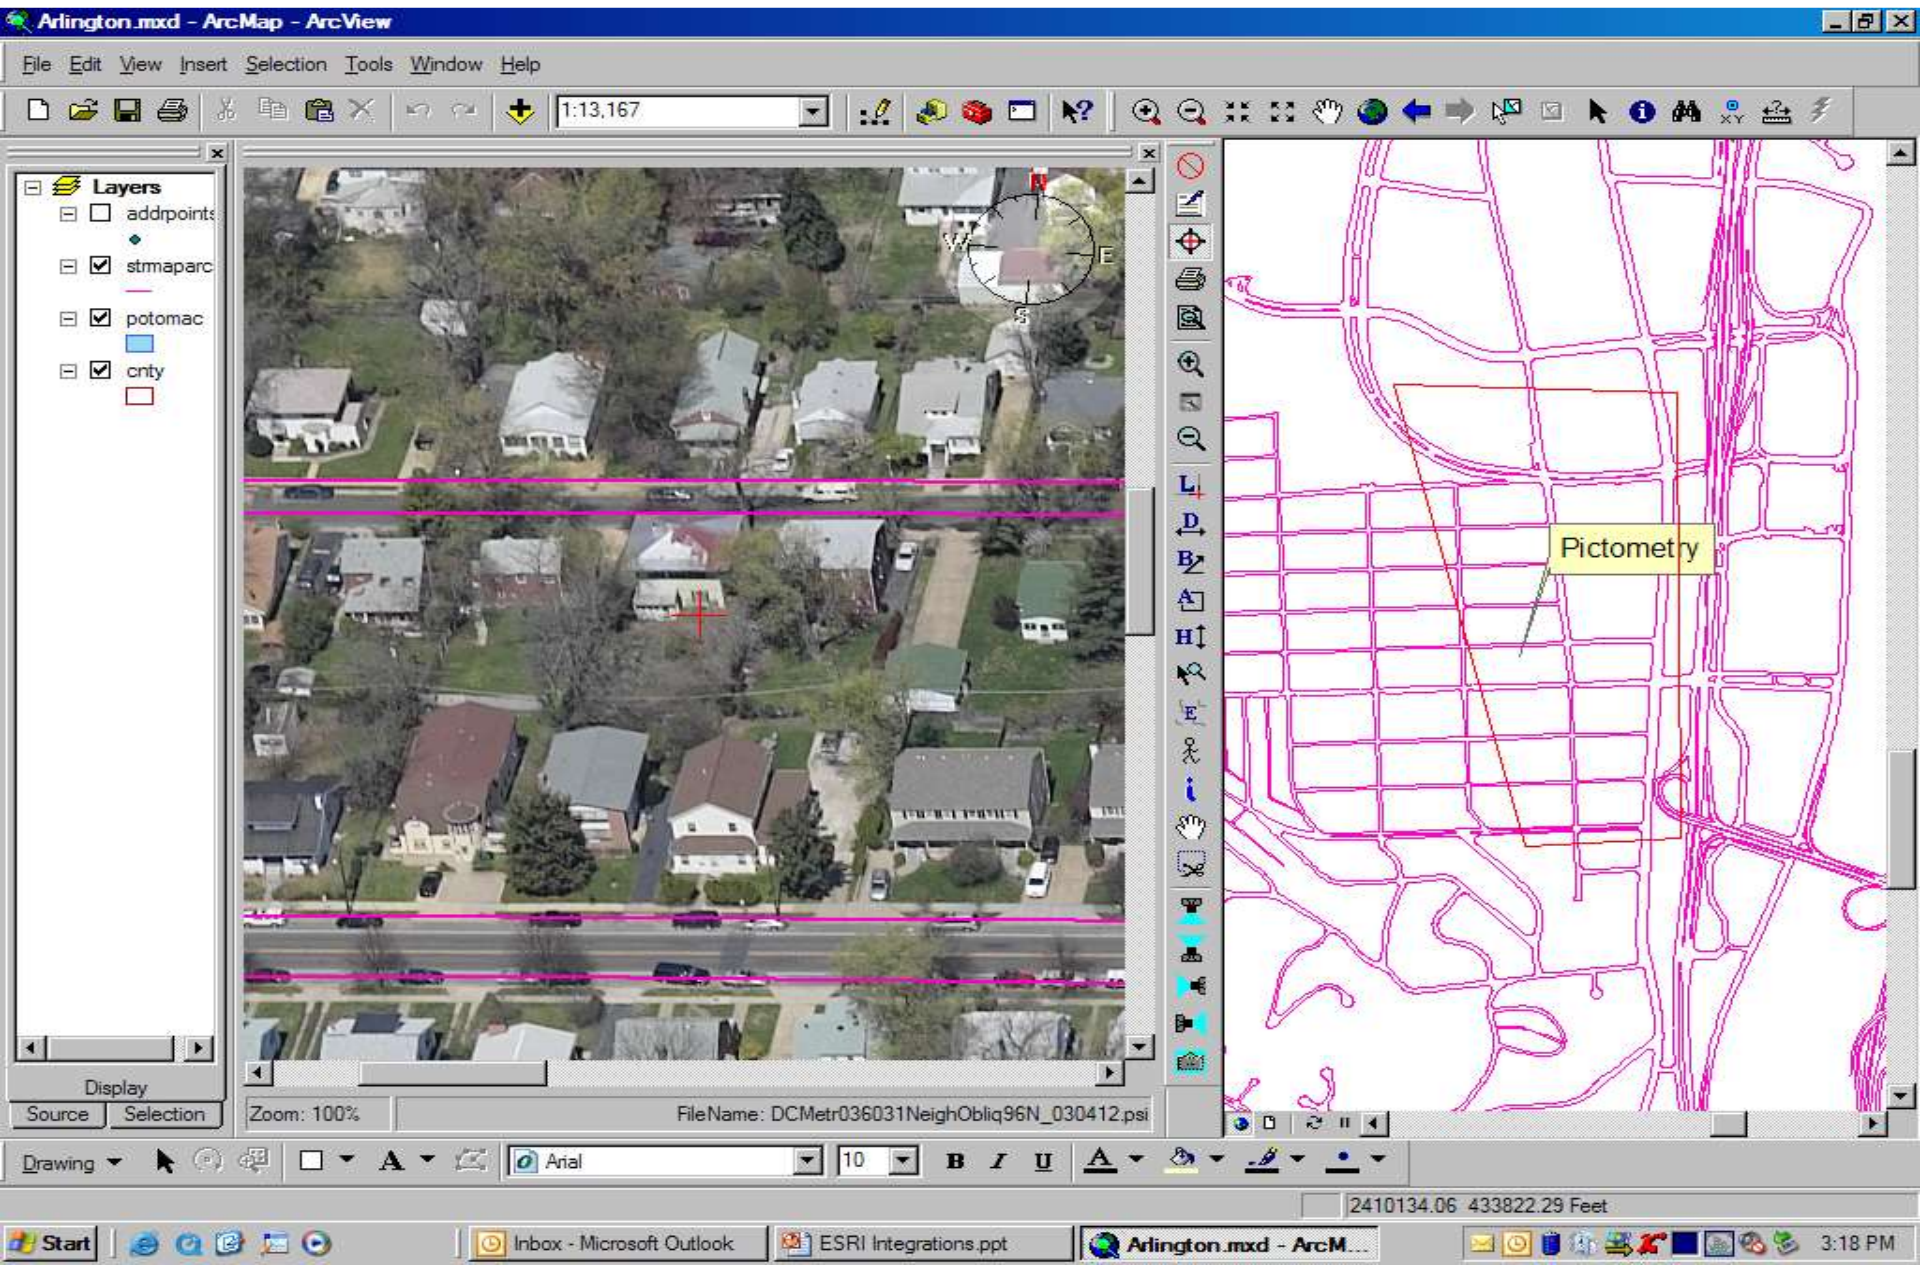 Arlington.mxd - ArcMap - ArcView
File Edit View Insert Selection Tools Window Help
1:13,167
XY
Layers
addrpoints
strmaparc
potomac
cnty
Display
Source Selection
N
W
E
S
L
D
B
A
H
E
i
Pictometry
Zoom: 100%
FileName: DCMetr036031NeighObliq96N_030412.psi
Drawing A Arial 10 B I U A
2410134.06 433822.29 Feet
Start Inbox - Microsoft Outlook ESRI Integrations.ppt Arlington.mxd - ArcM... 3:18 PM